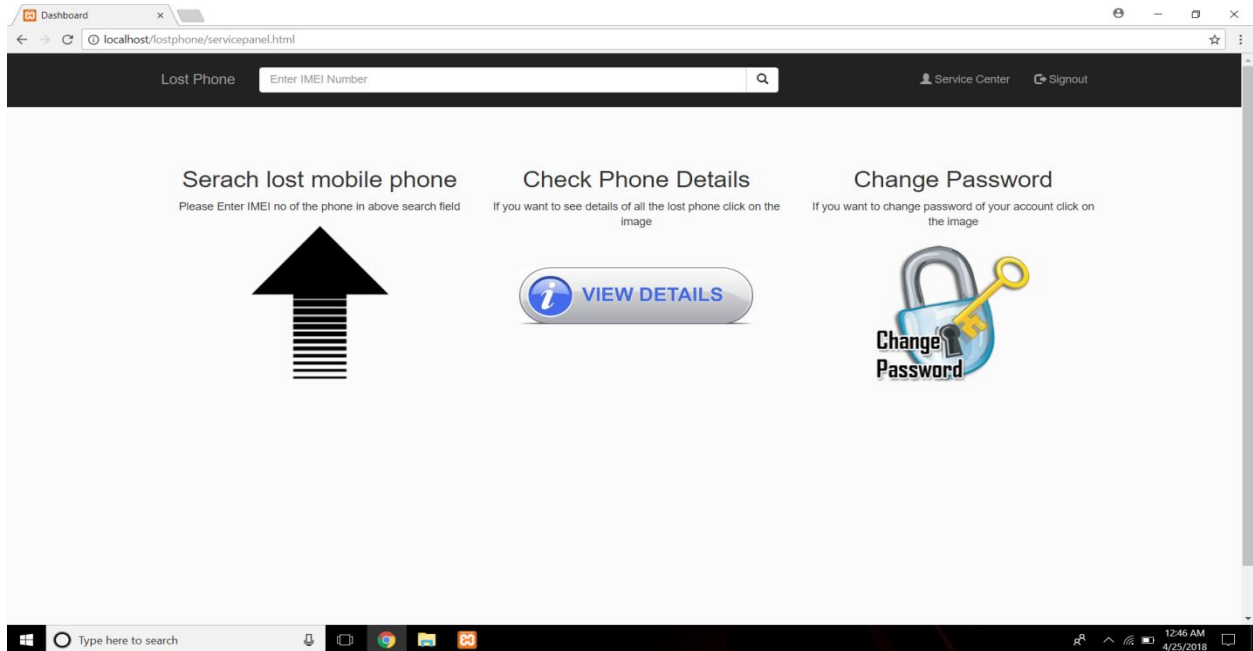 Dashboard
localhost/lostphone/servicepanel.html
Lost Phone
Enter IMEI Number
Service Center
Signout
Serach lost mobile phone
Please Enter IMEI no of the phone in above search field
Check Phone Details
If you want to see details of all the lost phone click on the
image
VIEW DETAILS
Change Password
If you want to change password of your account click on
the image
Change
Password
Type here to search
12:46 AM
4/25/2018